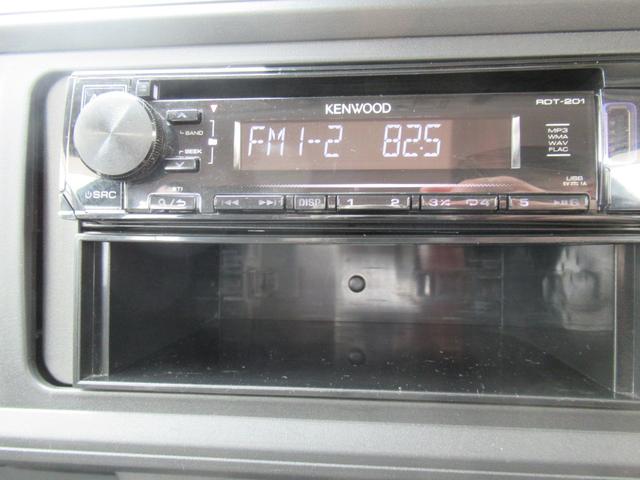 KENWOOD
RDT-201
FM1-2 82.5
BAND
SEEK
MP3
WMA
WAV
FLAC
USB
SRC
DISP
1 2 3 4 5 6